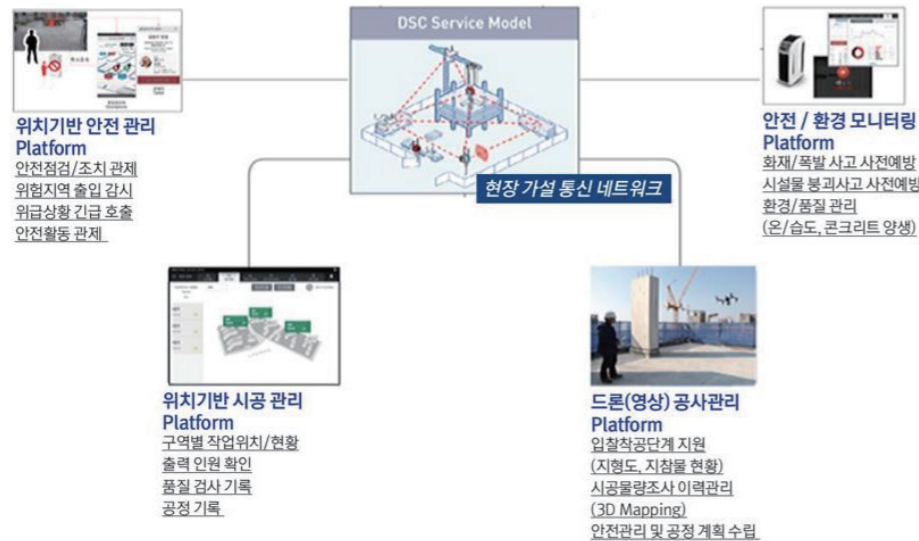 DSC Service Model
현장 가설 통신 네트워크
위치기반 안전 관리
Platform
안전점검/조치 관제
위험지역 출입 감시
위급상황 긴급 호출
안전활동 관제
안전 / 환경 모니터링
Platform
화재/폭발 사고 사전예방
시설물 붕괴사고 사전예방
환경/품질 관리
(온/습도, 콘크리트 양생)
위치기반 시공 관리
Platform
구역별 작업위치/현황
출력 인원 확인
품질 검사 기록
공정 기록
드론(영상) 공사관리
Platform
입찰착공단계 지원
(지형도, 지참물 현황)
시공물량조사 이력관리
(3D Mapping)
안전관리 및 공정 계획 수립